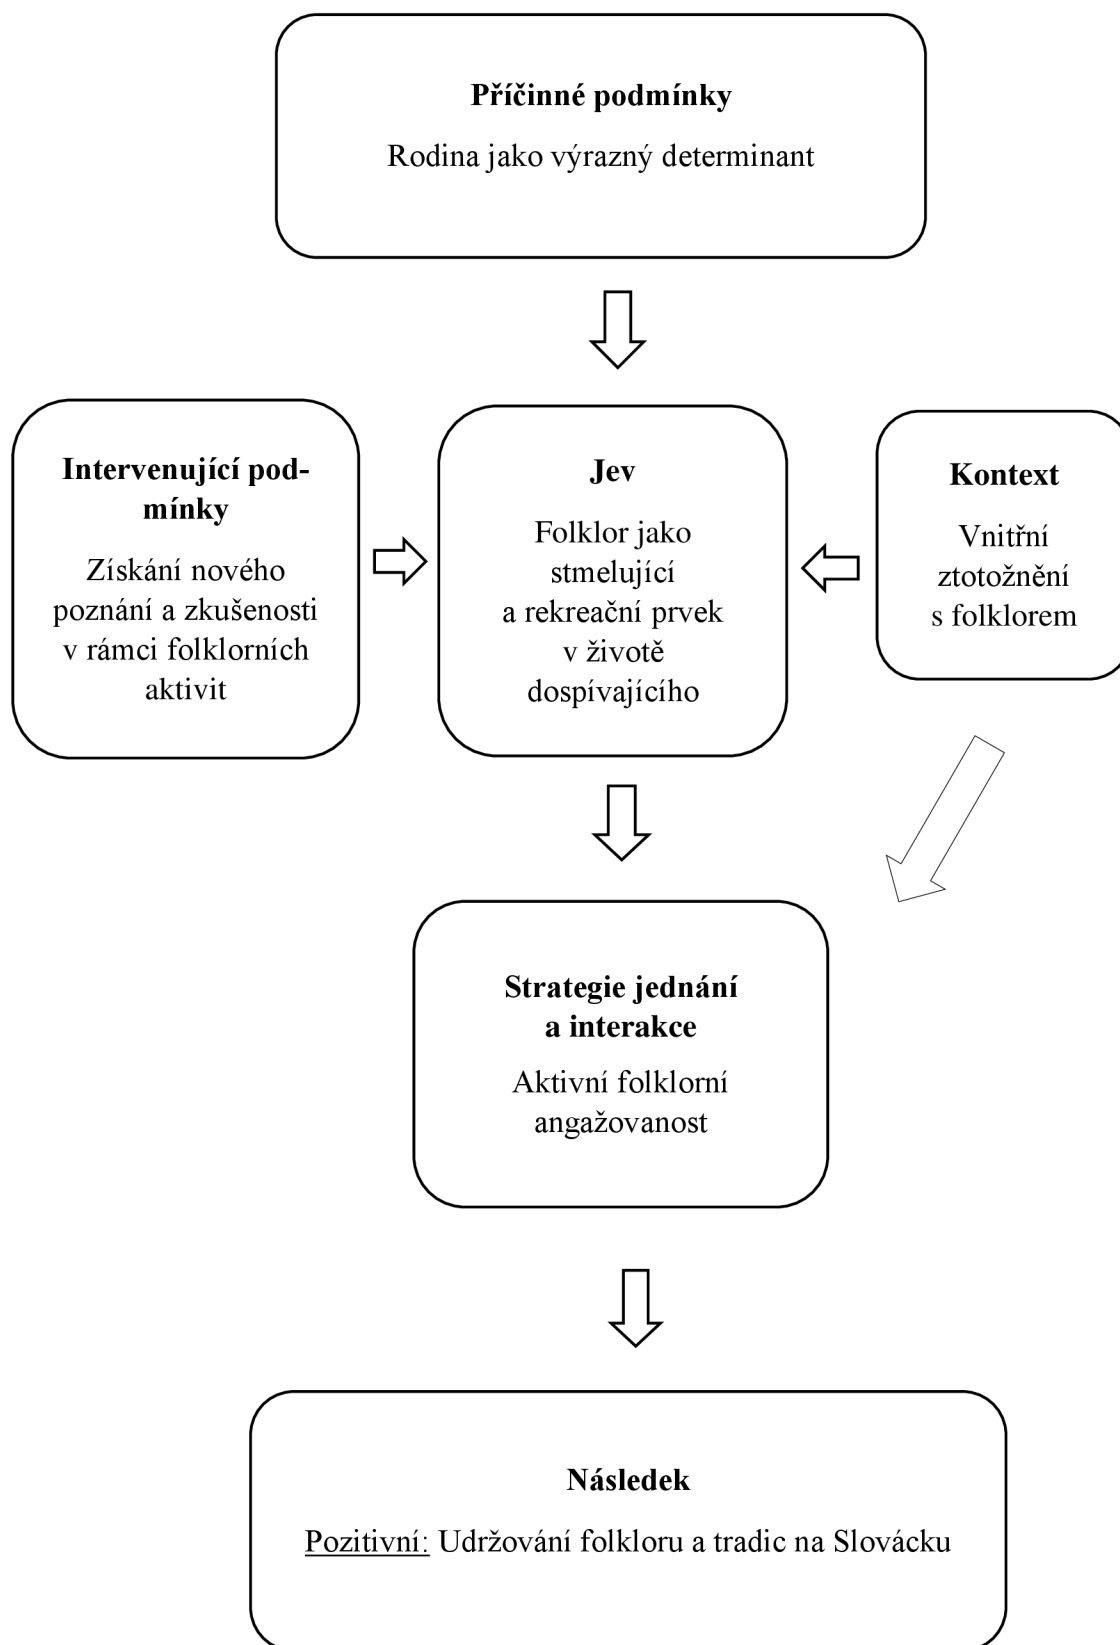 Příčinné podmínky
Rodina jako výrazný determinant
Intervenující pod-
mínky
Získání nového
poznání a zkušenosti
v rámci folklorních
aktivit
Jev
Folklor jako
stmelující
a rekreační prvek
v životě
dospívajícího
Kontext
Vnitřní
ztotožnění
s folklorem
Strategie jednání
a interakce
Aktivní folklorní
angažovanost
Následek
Pozitivní: Udržování folkloru a tradic na Slovácku